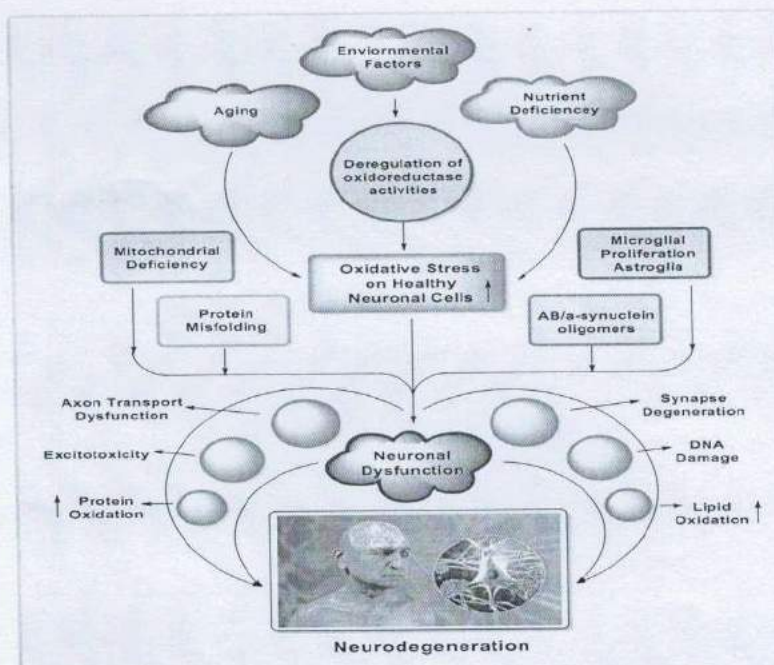 Enviornmental
Factors
Aging
Nutrient
Deficiencey
Deregulation of
oxidoreductase
activities
Mitochondrial
Deficiency
Oxidative Stress
on Healthy
Neuronal Cells ↑
Microglial
Proliferation
Astroglia
Protein
Misfolding
AB/a-synuclein
oligomers
Axon Transport
Dysfunction
Synapse
Degeneration
Excitotoxicity
Neuronal
Dysfunction
DNA
Damage
↑ Protein
Oxidation
Lipid
Oxidation ↑
Neurodegeneration